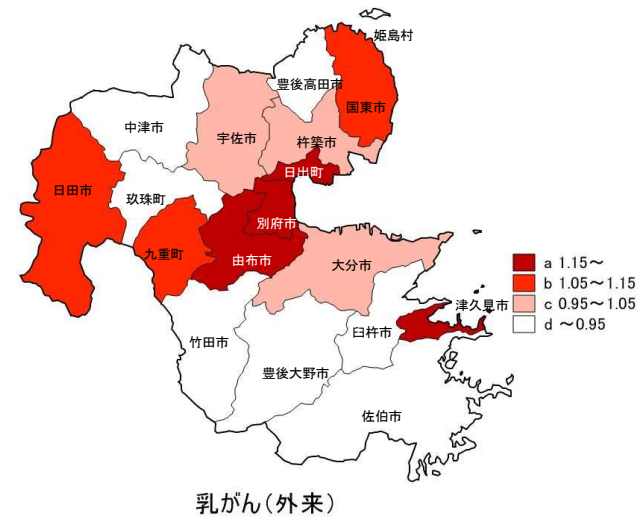 姫島村
豊後高田市
国東市
中津市
宇佐市
杵築市
日出町
日田市
玖珠町
別府市
九重町
由布市
大分市
a 1.15～
b 1.05～1.15
c 0.95～1.05
d ～0.95
津久見市
臼杵市
竹田市
豊後大野市
佐伯市
乳がん(外来)